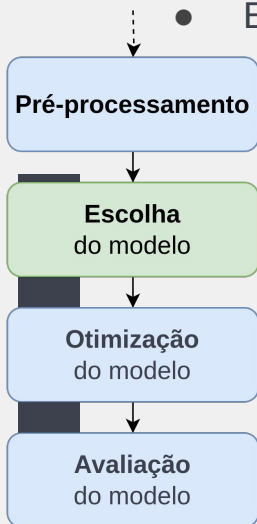 • E
Pré-processamento
Escolha
do modelo
Otimização
do modelo
Avaliação
do modelo